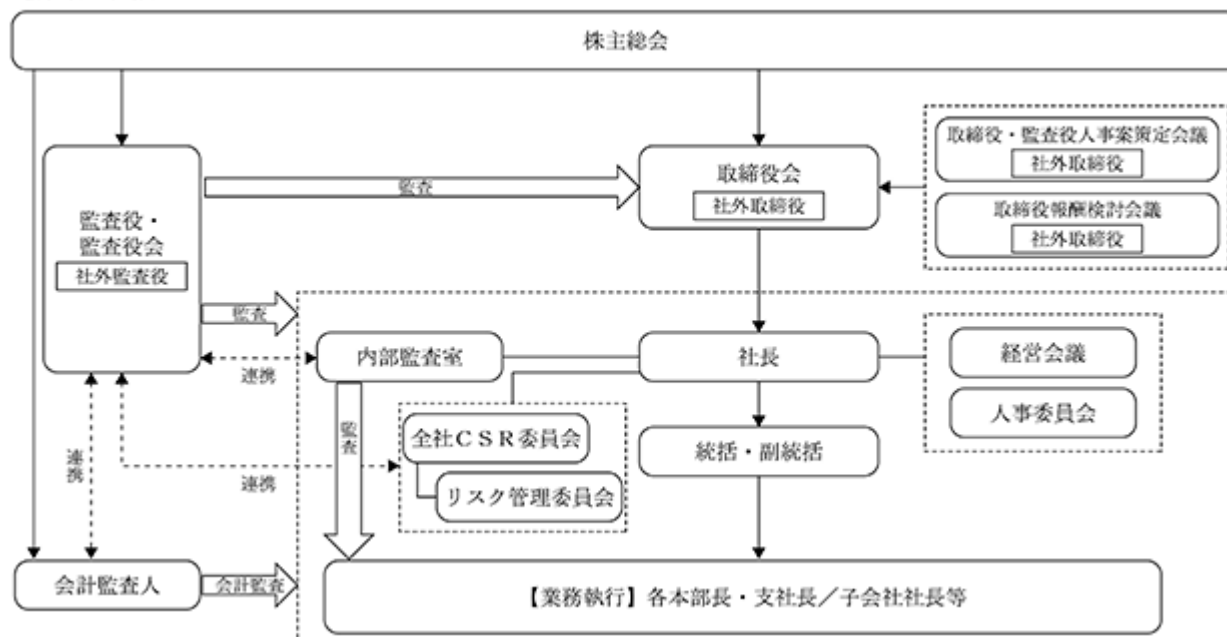 株主総会
取締役・監査役人事案策定会議
社外取締役
取締役会
社外取締役
監査
取締役報酬検討会議
社外取締役
監査役・
監査役会
社外監査役
監査
内部監査室
社長
経営会議
連携
人事委員会
監査
全社CSR委員会
統括・副統括
連携
連携
リスク管理委員会
会計監査人
会計監査
【業務執行】各本部長・支社長／子会社社長等